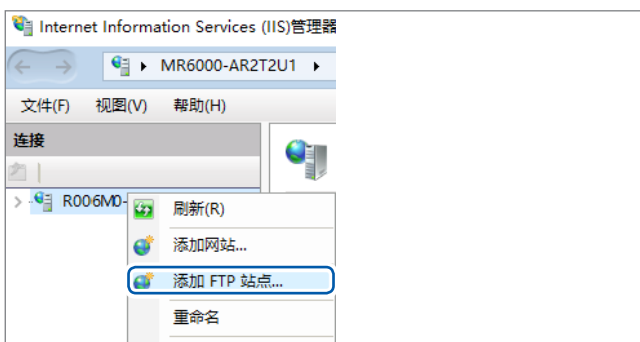 Internet Information Services (IIS)管理器
MR6000-AR2T2U1
文件(F) 视图(V) 帮助(H)
连接
R006M0-
刷新(R)
添加网站...
添加 FTP 站点...
重命名